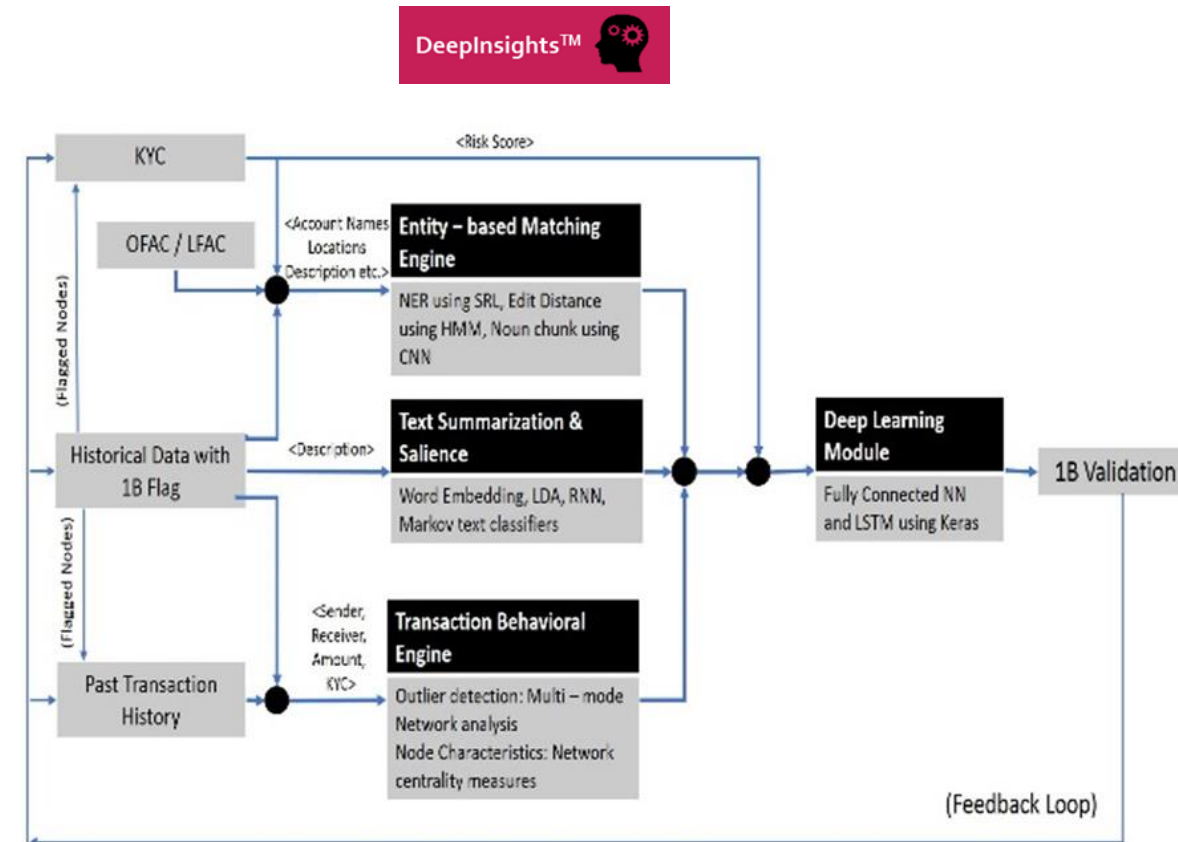 DeepInsights™
KYC
<Risk Score>
OFAC / LFAC
<Account Names
Locations
Description etc.>
Entity – based Matching
Engine
NER using SRL, Edit Distance
using HMM, Noun chunk using
CNN
(Flagged Nodes)
Historical Data with
1B Flag
<Description>
Text Summarization &
Salience
Word Embedding, LDA, RNN,
Markov text classifiers
Deep Learning
Module
Fully Connected NN
and LSTM using Keras
1B Validation
(Flagged Nodes)
Past Transaction
History
<Sender,
Receiver,
Amount,
KYC>
Transaction Behavioral
Engine
Outlier detection: Multi – mode
Network analysis
Node Characteristics: Network
centrality measures
(Feedback Loop)